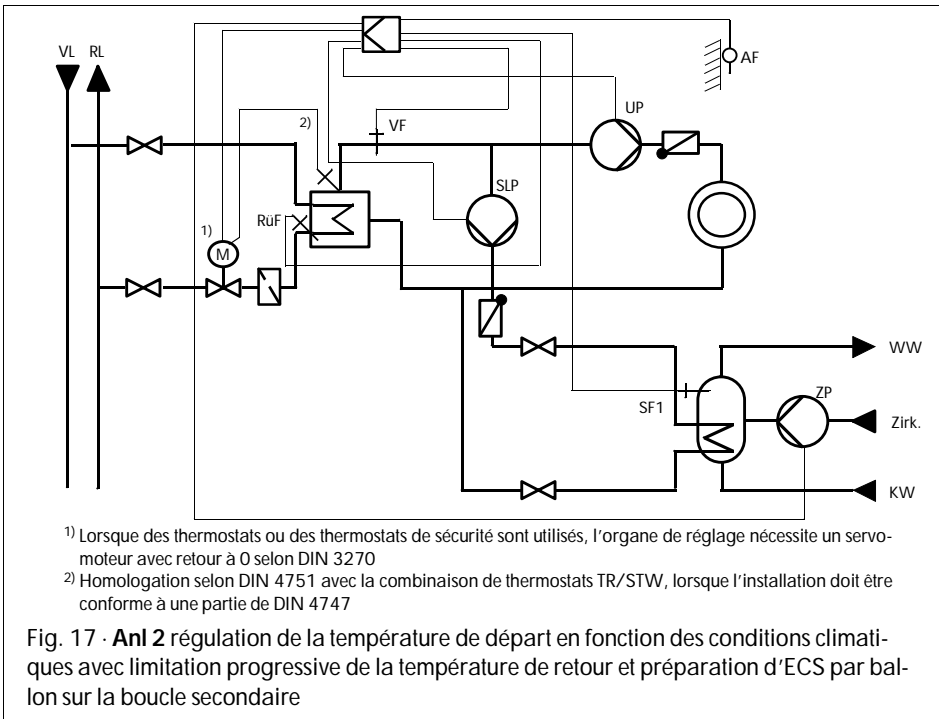 VL RL
AF
UP
2)
VF
SLP
RüF
1)
M
WW
ZP
SF1
Zirk.
KW
1) Lorsque des thermostats ou des thermostats de sécurité sont utilisés, l'organe de réglage nécessite un servo-
moteur avec retour à 0 selon DIN 3270
2) Homologation selon DIN 4751 avec la combinaison de thermostats TR/STW, lorsque l'installation doit être
conforme à une partie de DIN 4747
Fig. 17 · Anl 2 régulation de la température de départ en fonction des conditions climati-
ques avec limitation progressive de la température de retour et préparation d'ECS par bal-
lon sur la boucle secondaire